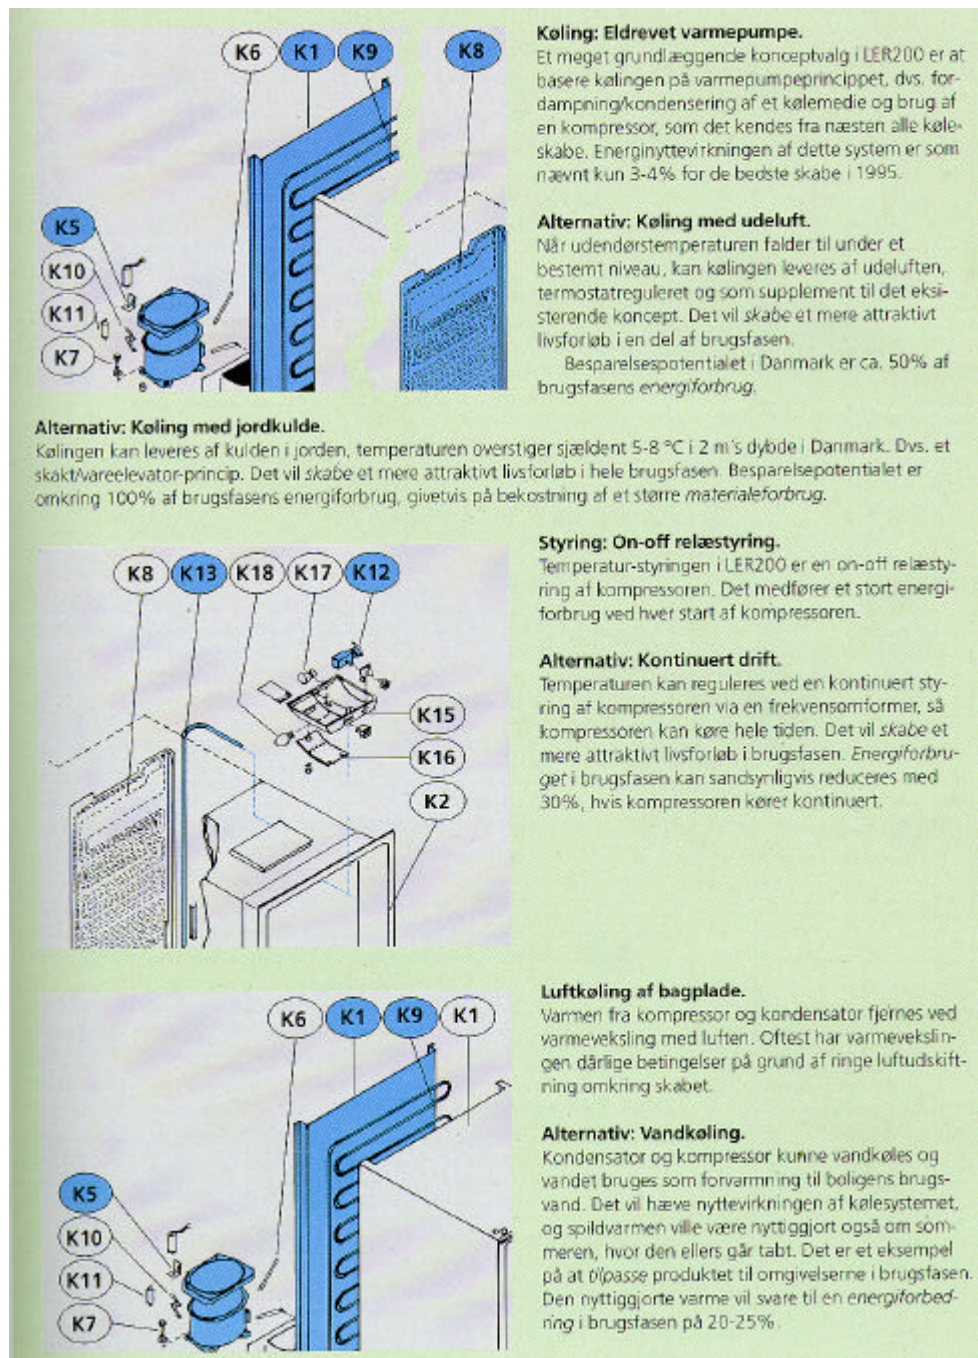 K6 K1 K9 K8
K5
K10
K11
K7
Køling: Eldrevet varmepumpe.
Et meget grundlæggende konceptvalg i LER200 er at
basere kølingen på varmepumpeprincippet, dvs. for-
dampning/kondensering af et kølemedie og brug af
en kompressor, som det kendes fra næsten alle køle-
skabe. Energinyttevirkningen af dette system er som
nævnt kun 3-4% for de bedste skabe i 1995.
Alternativ: Køling med udeluft.
Når udendørstemperaturen falder til under et
bestemt niveau, kan kølingen leveres af udeluften,
termostatreguleret og som supplement til det eksi-
sterende koncept. Det vil skabe et mere attraktivt
livsforløb i en del af brugsfasen.
Besparelsespotentialet i Danmark er ca. 50% af
brugsfasens energiforbrug.
Alternativ: Køling med jordkulde.
Kølingen kan leveres af kulden i jorden, temperaturen overstiger sjældent 5-8 °C i 2 m's dybde i Danmark. Dvs. et
skakt/vareelevator-princip. Det vil skabe et mere attraktivt livsforløb i hele brugsfasen. Besparelsepotentialet er
omkring 100% af brugsfasens energiforbrug, givetvis på bekostning af et større materialeforbrug.
K8 K13 K18 K17 K12
K15
K16
K2
Styring: On-off relæstyring.
Temperatur-styringen i LER200 er en on-off relæsty-
ring af kompressoren. Det medfører et stort energi-
forbrug ved hver start af kompressoren.
Alternativ: Kontinuert drift.
Temperaturen kan reguleres ved en kontinuert sty-
ring af kompressoren via en frekvensomformer, så
kompressoren kan køre hele tiden. Det vil skabe et
mere attraktivt livsforløb i brugsfasen. Energiforbru-
get i brugsfasen kan sandsynligvis reduceres med
30%, hvis kompressoren kører kontinuert.
K6 K1 K9 K1
K5
K10
K11
K7
Luftkøling af bagplade.
Varmen fra kompressor og kondensator fjernes ved
varmeveksling med luften. Oftest har varmevekslin-
gen dårlige betingelser på grund af ringe luftudskift-
ning omkring skabet.
Alternativ: Vandkøling.
Kondensator og kompressor kunne vandkøles og
vandet bruges som forvarmning til boligens brugs-
vand. Det vil hæve nyttevirkningen af kølesystemet,
og spildvarmen ville være nyttiggjort også om som-
meren, hvor den ellers går tabt. Det er et eksempel
på at tilpasse produktet til omgivelserne i brugsfasen.
Den nyttiggjorte varme vil svare til en energiforbed-
ring i brugsfasen på 20-25%.